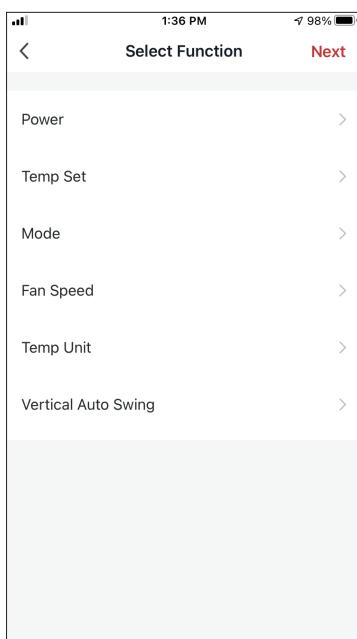 1:36 PM 98%
Select Function Next
Power
Temp Set
Mode
Fan Speed
Temp Unit
Vertical Auto Swing